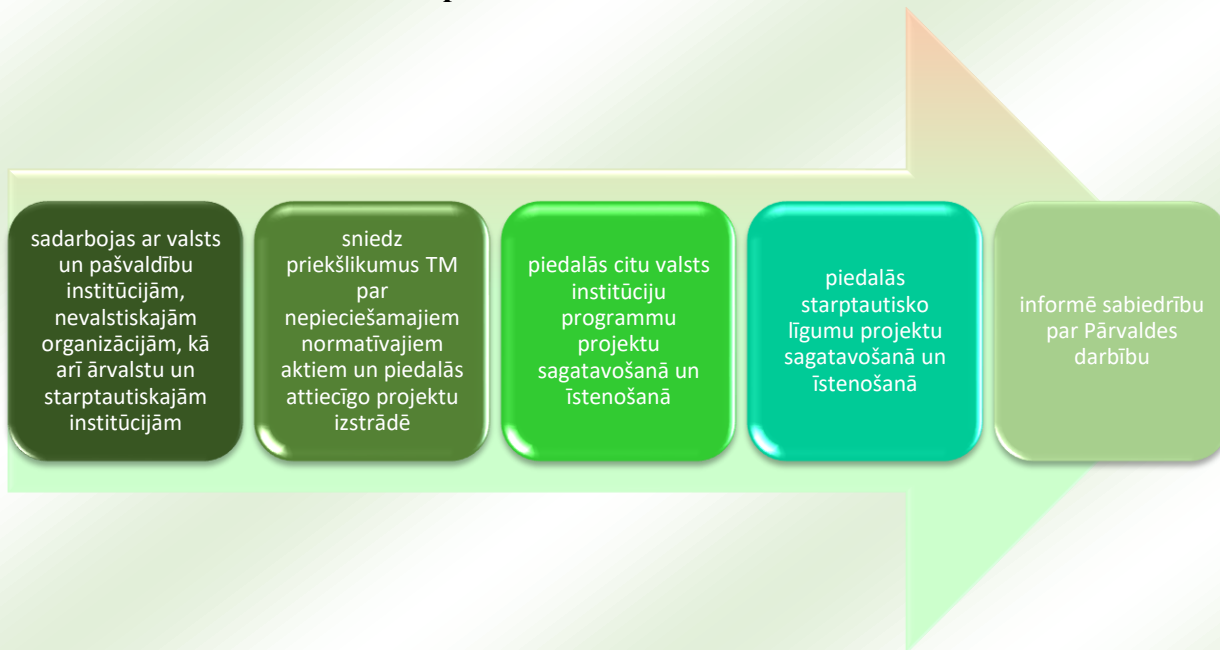 sadarbojas ar valsts
un pašvaldību
institūcijām,
nevalstiskajām
organizācijām, kā
arī ārvalstu un
starptautiskajām
institūcijām
sniedz
priekšlikumus TM
par
nepieciešamajiem
normatīvajiem
aktiem un piedalās
attiecīgo projektu
izstrādē
piedalās citu valsts
institūciju
programmu
projektu
sagatavošanā un
īstenošanā
piedalās
starptautisko
līgumu projektu
sagatavošanā un
īstenošanā
informē sabiedrību
par Pārvaldes
darbību